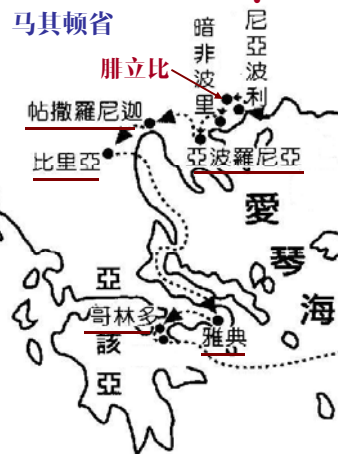 马其顿省
尼亞波利
暗非波里
腓立比
帖撒羅尼迦
比里亞
亞波羅尼亞
愛琴海
亞該亞
哥林多
雅典